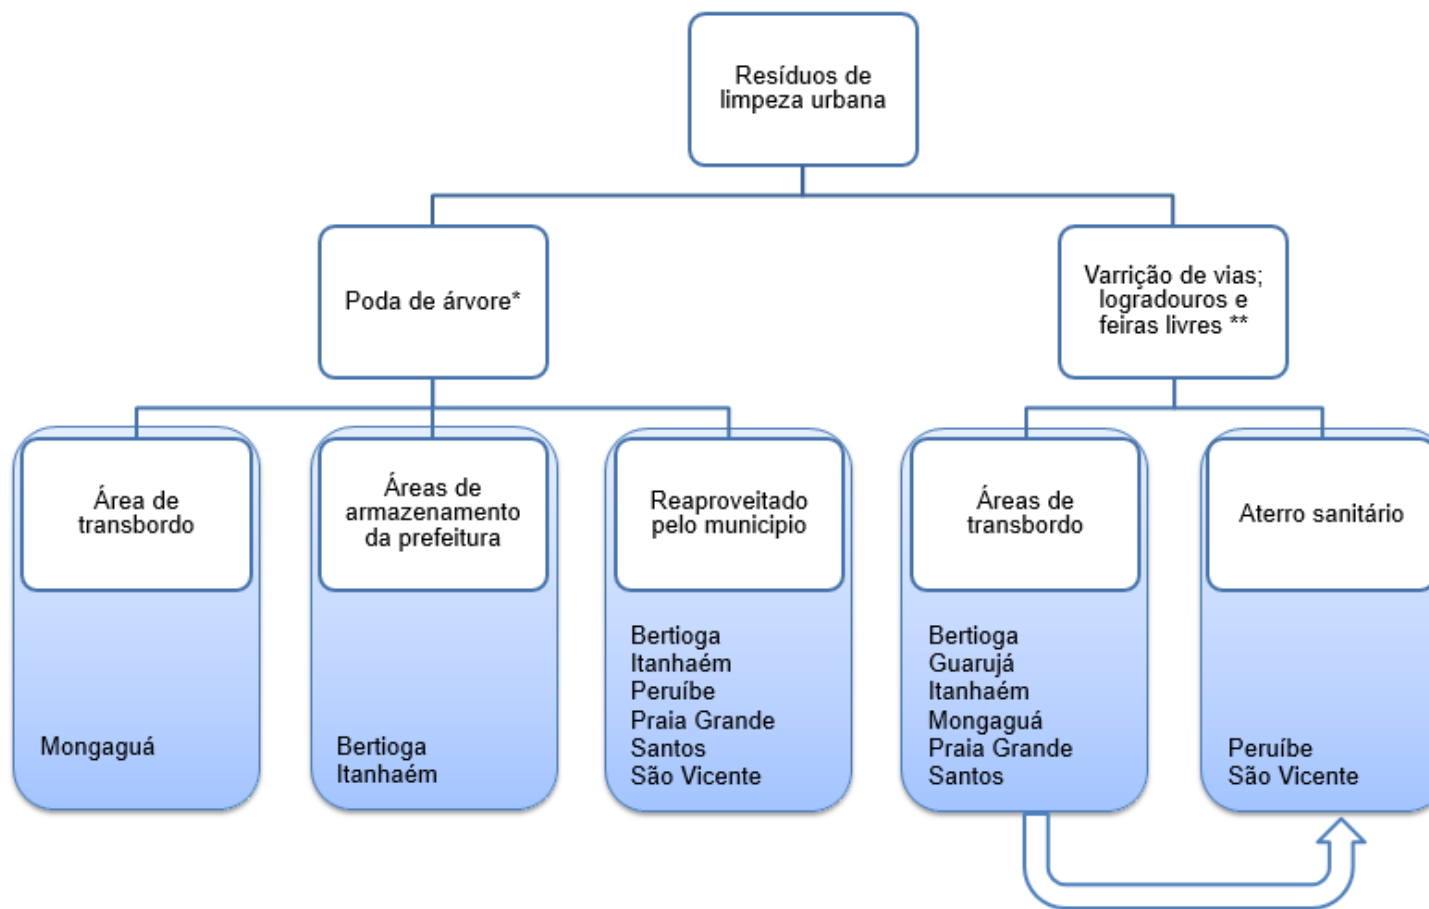 Resíduos de
limpeza urbana
Poda de árvore*
Varrição de vias;
logradouros e
feiras livres **
Área de
transbordo
Mongaguá
Áreas de
armazenamento
da prefeitura
Bertioga
Itanhaém
Reaproveitado
pelo municipio
Bertioga
Itanhaém
Peruíbe
Praia Grande
Santos
São Vicente
Áreas de
transbordo
Bertioga
Guarujá
Itanhaém
Mongaguá
Praia Grande
Santos
Aterro sanitário
Peruíbe
São Vicente